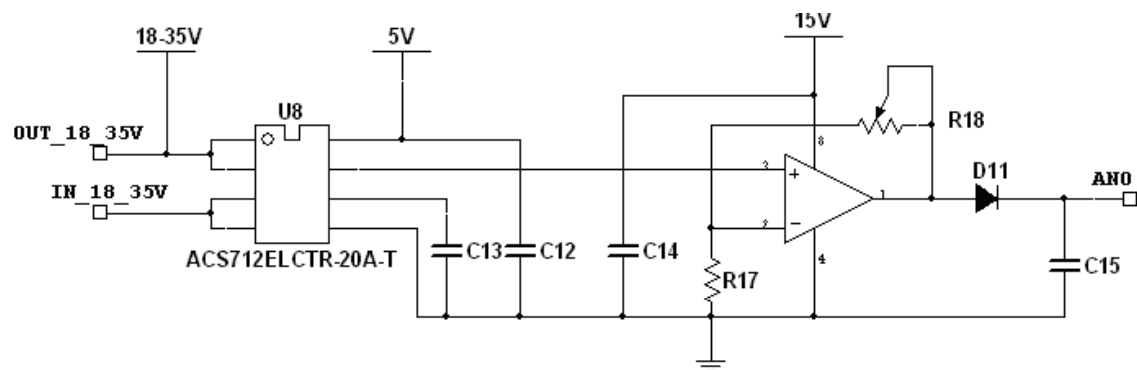 18-35V
5V
15V
U8
OUT_18_35V
IN_18_35V
ACS712ELCTR-20A-T
C13
C12
C14
R17
R18
D11
AN0
C15
3
2
8
1
4
+
−